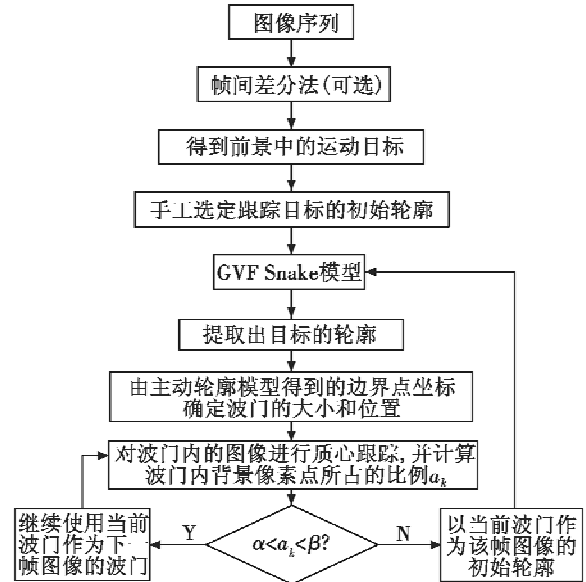 图像序列
帧间差分法(可选)
得到前景中的运动目标
手工选定跟踪目标的初始轮廓
GVF Snake模型
提取出目标的轮廓
由主动轮廓模型得到的边界点坐标
确定波门的大小和位置
对波门内的图像进行质心跟踪,并计算
波门内背景像素点所占的比例aₖ
继续使用当前
波门作为下一
帧图像的波门
Y
α<aₖ<β?
N
以当前波门作
为该帧图像的
初始轮廓